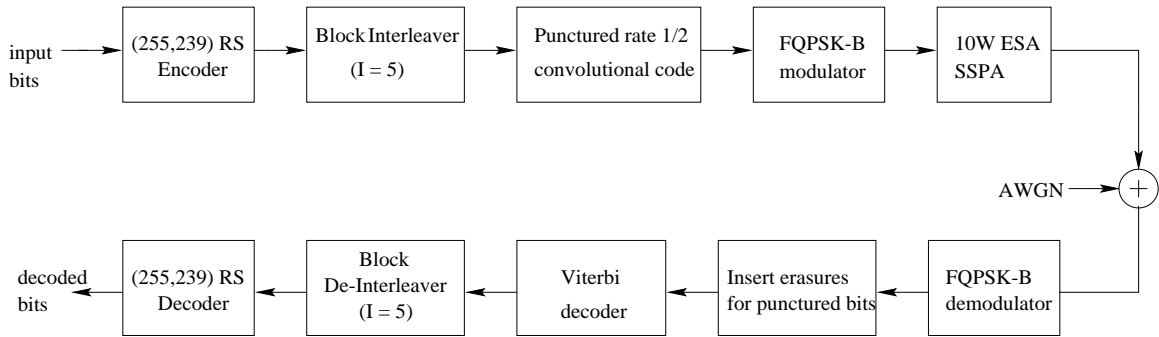 input
bits
(255,239) RS
Encoder
Block Interleaver
(I = 5)
Punctured rate 1/2
convolutional code
FQPSK-B
modulator
10W ESA
SSPA
AWGN
+
decoded
bits
(255,239) RS
Decoder
Block
De-Interleaver
(I = 5)
Viterbi
decoder
Insert erasures
for punctured bits
FQPSK-B
demodulator